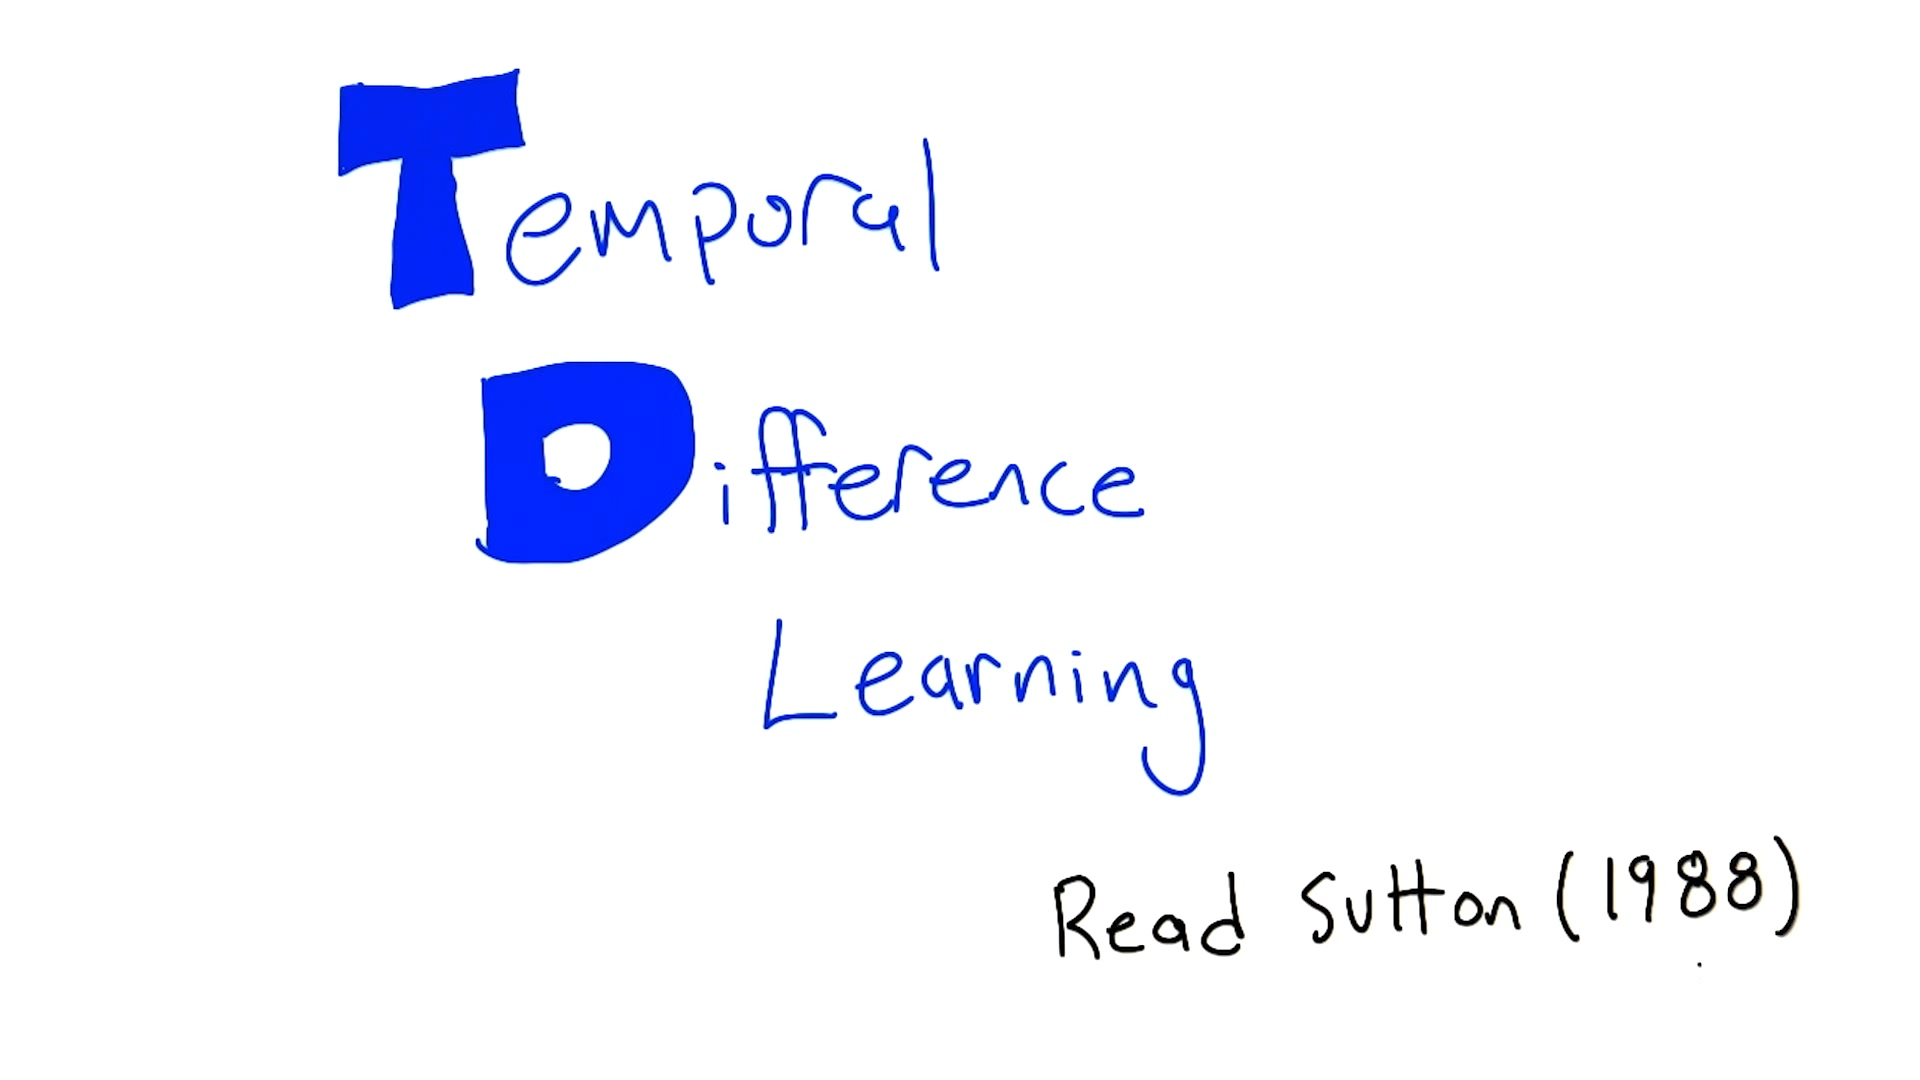 Temporal
Difference
Learning
Read Sutton (1988)